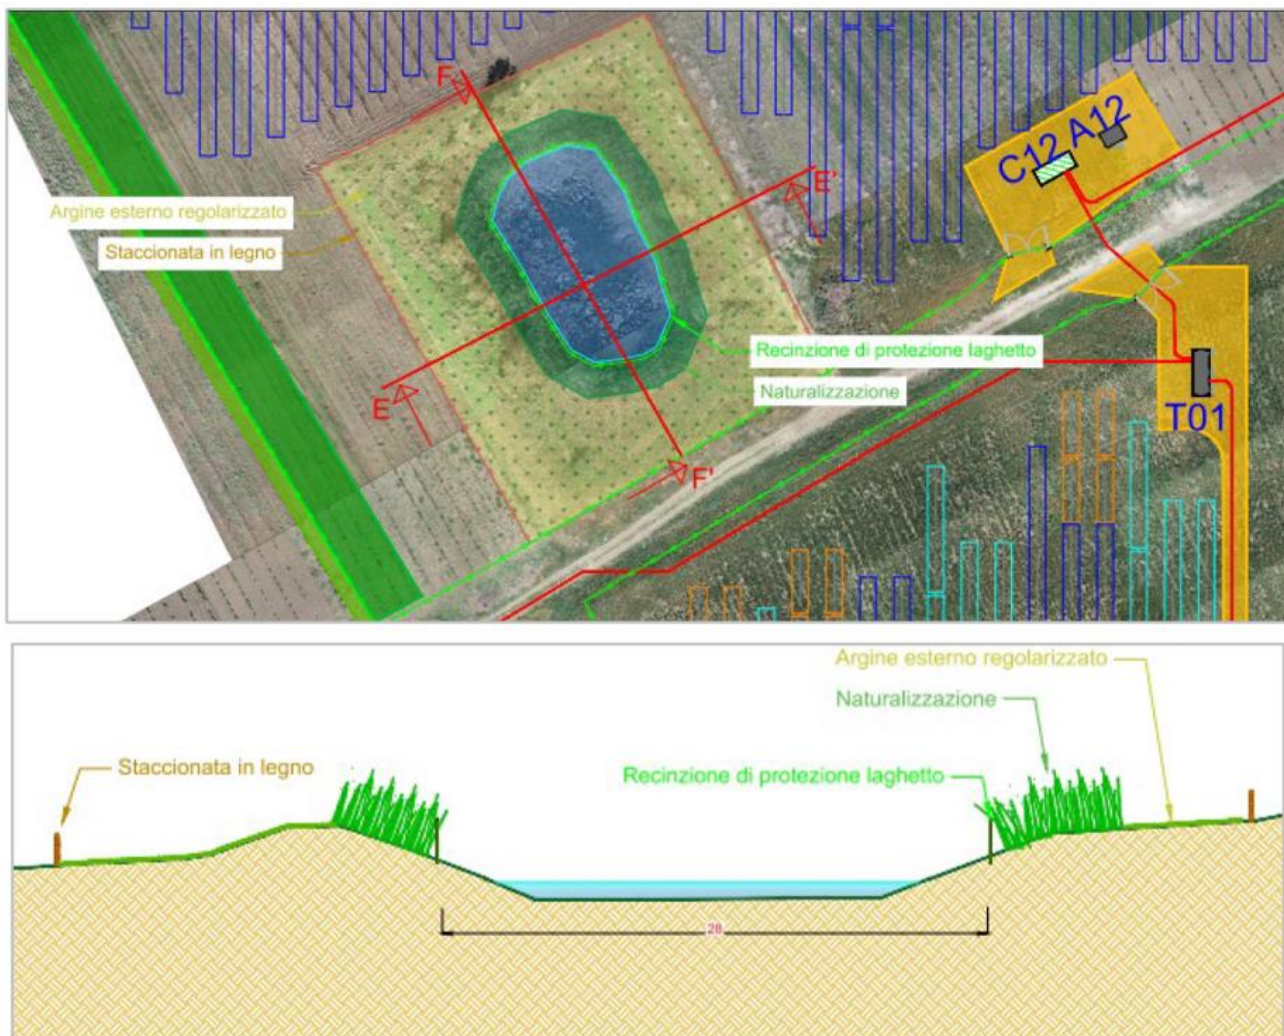 F
C12 A12
E'
Argine esterno regolarizzato
Staccionata in legno
Recinzione di protezione laghetto
Naturalizzazione
E
T01
F'
Argine esterno regolarizzato
Naturalizzazione
Staccionata in legno
Recinzione di protezione laghetto
28